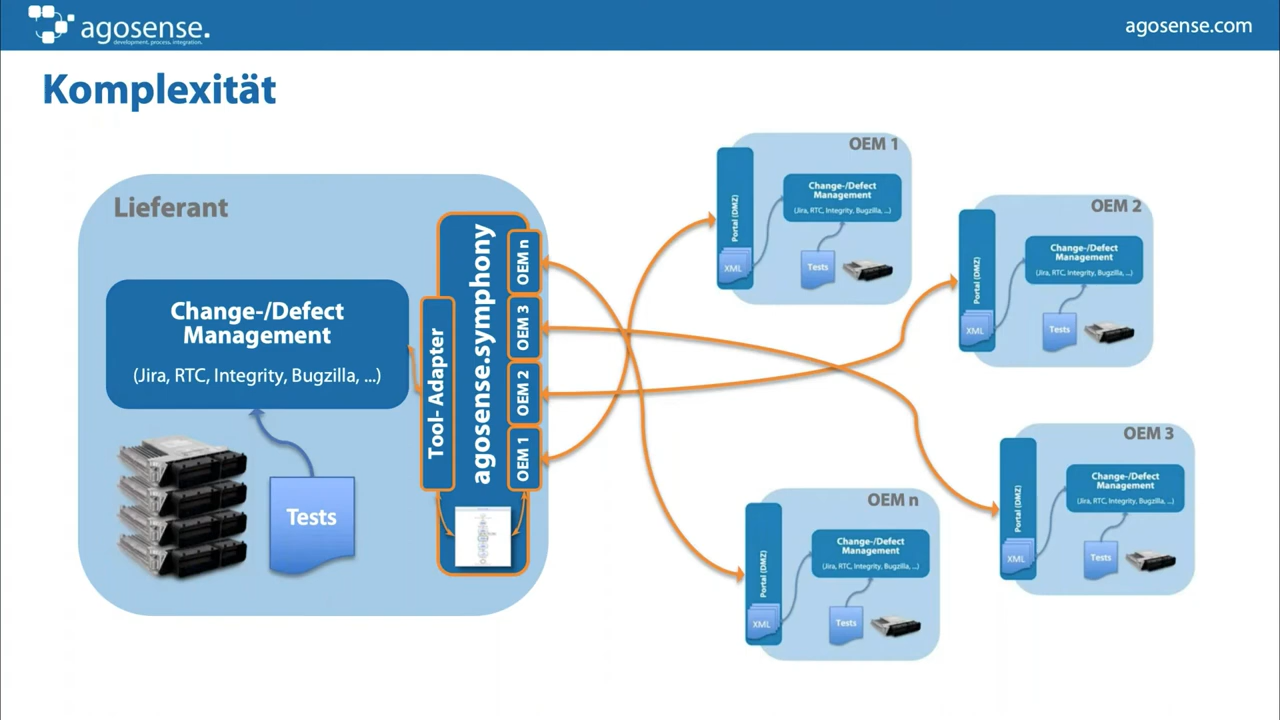 agosense.
development. process. integration.
agosense.com
Komplexität
Lieferant
Change-/Defect
Management
(Jira, RTC, Integrity, Bugzilla, ...)
Tests
Tool- Adapter
agosense.symphony
OEM n
OEM 3
OEM 2
OEM 1
OEM 1
Portal (DMZ)
XML
Change-/Defect
Management
(Jira, RTC, Integrity, Bugzilla, ...)
Tests
OEM 2
Portal (DMZ)
XML
Change-/Defect
Management
(Jira, RTC, Integrity, Bugzilla, ...)
Tests
OEM 3
Portal (DMZ)
XML
Change-/Defect
Management
(Jira, RTC, Integrity, Bugzilla, ...)
Tests
OEM n
Portal (DMZ)
XML
Change-/Defect
Management
(Jira, RTC, Integrity, Bugzilla, ...)
Tests